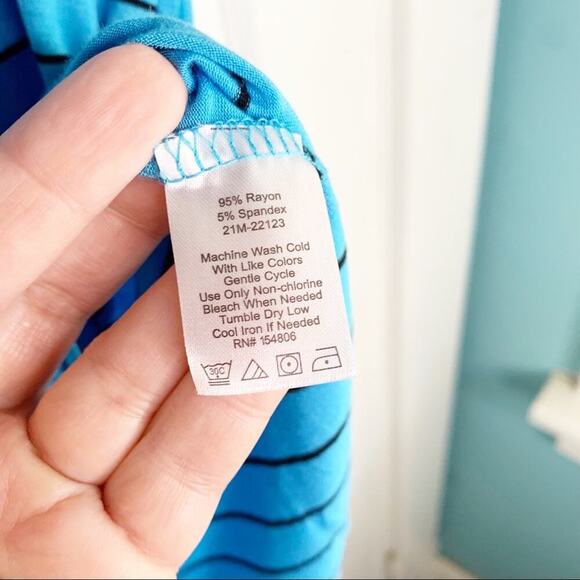 95% Rayon
5% Spandex
21M-22123
Machine Wash Cold
With Like Colors
Gentle Cycle
Use Only Non-chlorine
Bleach When Needed
Tumble Dry Low
Cool Iron If Needed
RN# 154806
30C